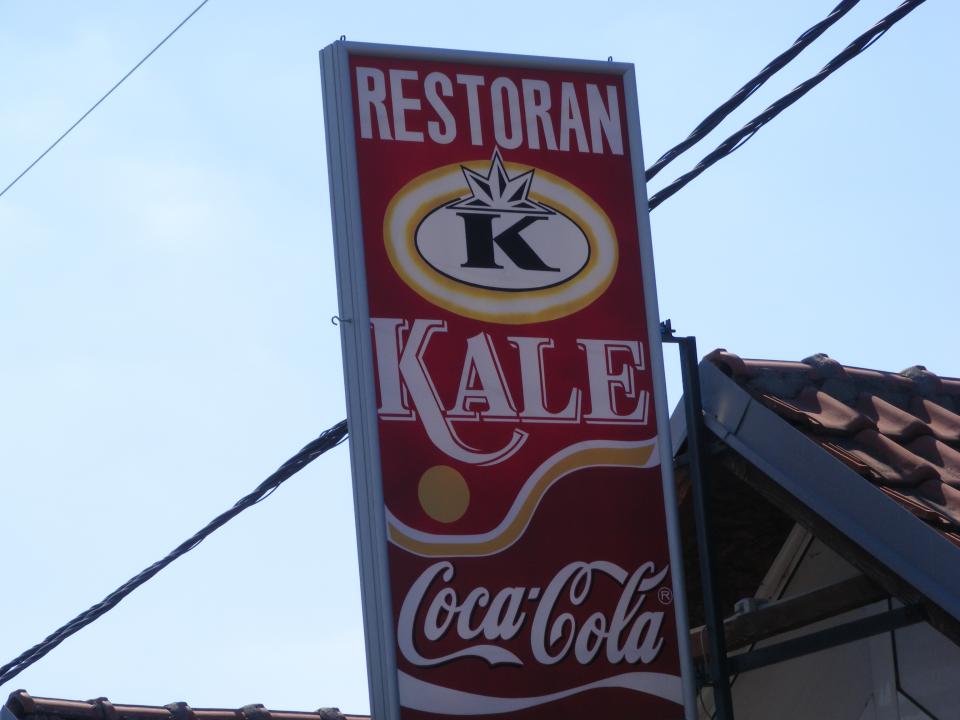 RESTORAN
K
KALE
Coca-Cola®